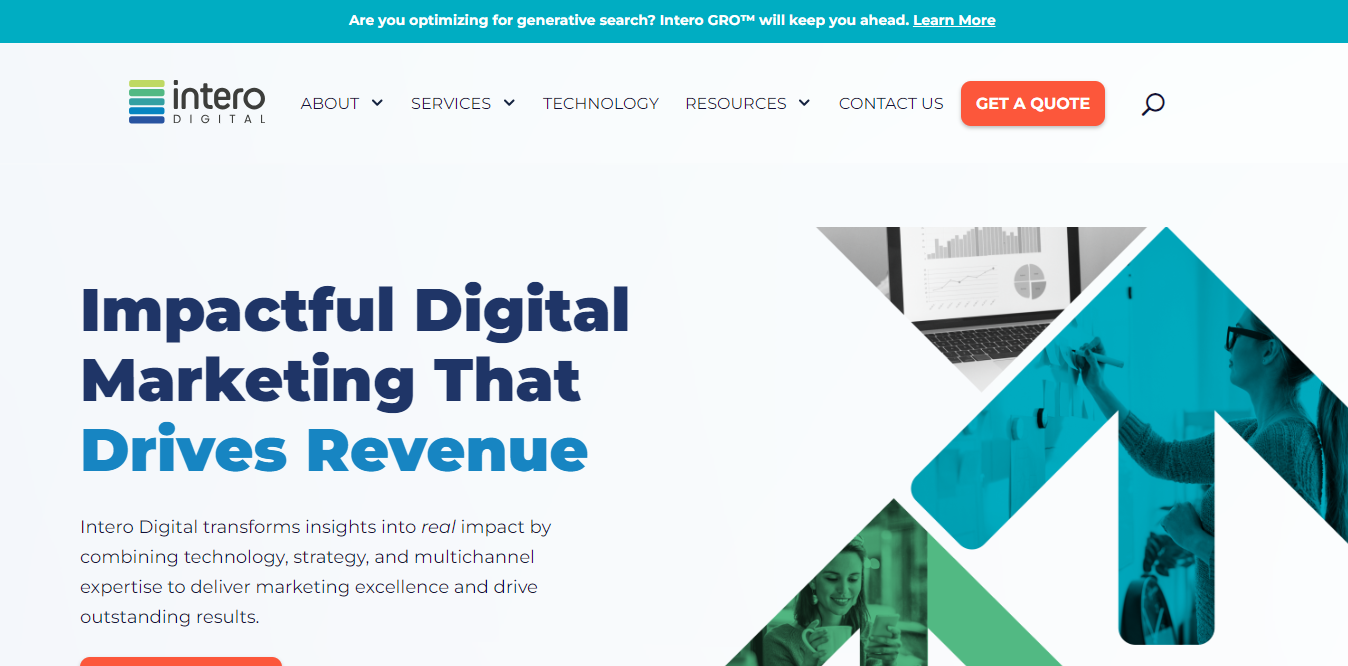 Are you optimizing for generative search? Intero GRO™ will keep you ahead. Learn More
intero
DIGITAL
ABOUT
SERVICES
TECHNOLOGY
RESOURCES
CONTACT US
GET A QUOTE
Impactful Digital
Marketing That
Drives Revenue
Intero Digital transforms insights into real impact by
combining technology, strategy, and multichannel
expertise to deliver marketing excellence and drive
outstanding results.